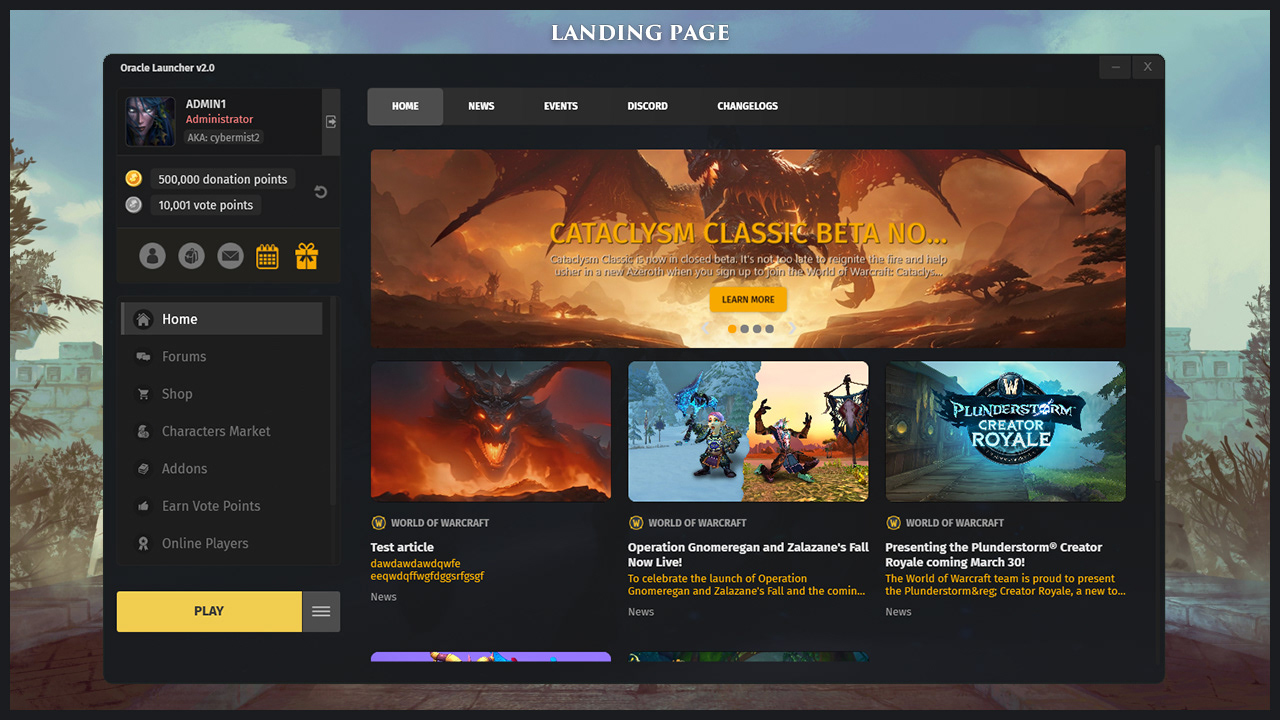 LANDING PAGE
Oracle Launcher v2.0
X
ADMIN1
Administrator
AKA: cybermist2
500,000 donation points
10,001 vote points
Home
Forums
Shop
Characters Market
Addons
Earn Vote Points
Online Players
PLAY
HOME
NEWS
EVENTS
DISCORD
CHANGELOGS
CATACLYSM CLASSIC BETA NO...
Cataclysm Classic is now in closed beta. It's not too late to reignite the fire and help
usher in a new Azeroth when you sign up to join the World of Warcraft: Cataclys...
LEARN MORE
WORLD OF WARCRAFT
Test article
dawdawdawdqwfe
eeqwdqffwgfdggsrfgsgf
News
WORLD OF WARCRAFT
Operation Gnomeregan and Zalazane's Fall
Now Live!
To celebrate the launch of Operation
Gnomeregan and Zalazane's Fall and the comin...
News
W
PLUNDERSTORM
CREATOR
ROYALE
WORLD OF WARCRAFT
Presenting the Plunderstorm® Creator
Royale coming March 30!
The World of Warcraft team is proud to present
the Plunderstorm&reg; Creator Royale, a new to...
News